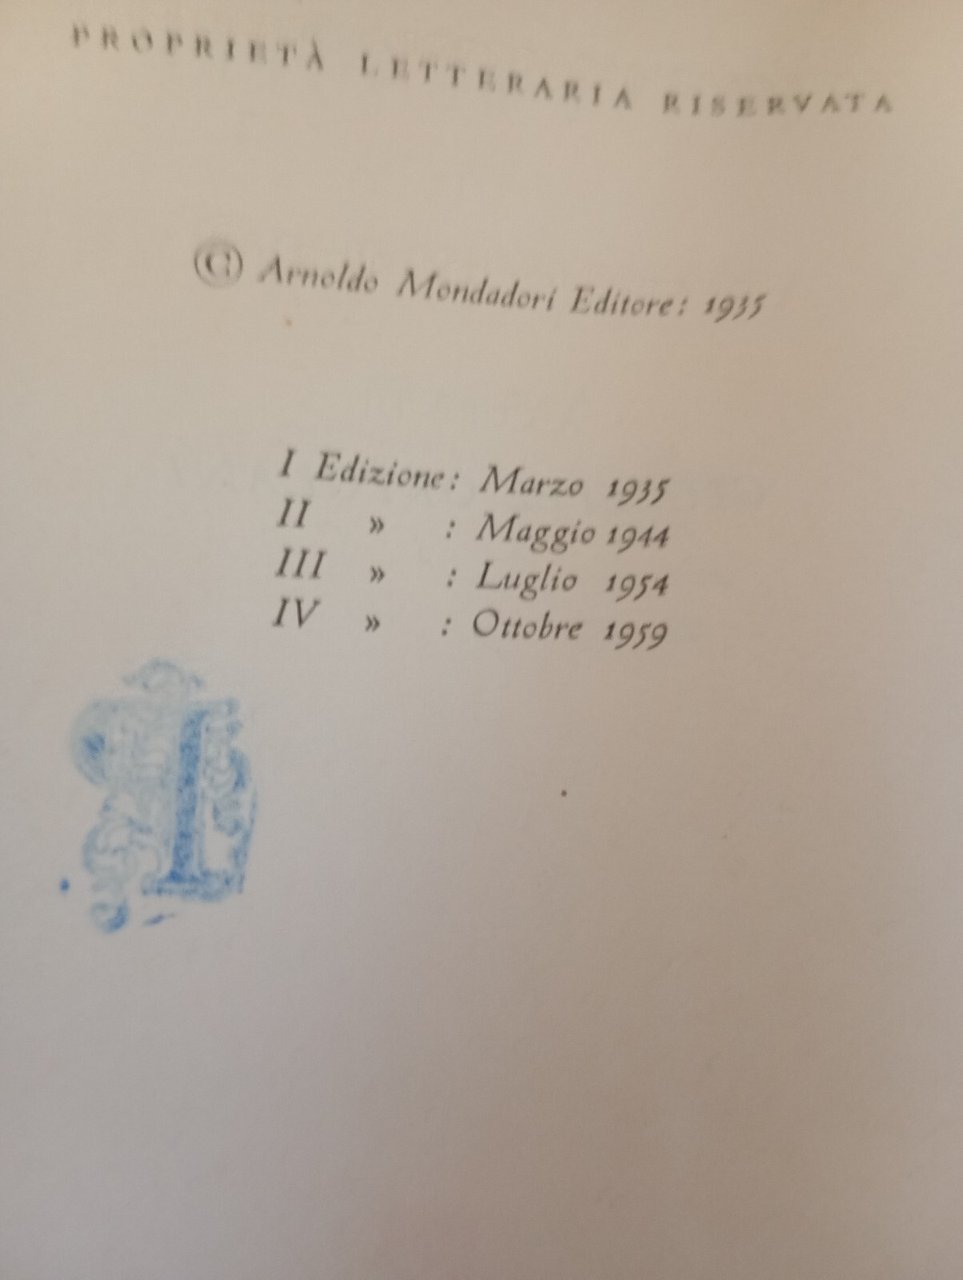 PROPRIETÀ LETTERARIA RISERVATA
© Arnoldo Mondadori Editore: 1935
I Edizione: Marzo 1935
II » : Maggio 1944
III » : Luglio 1954
IV » : Ottobre 1959